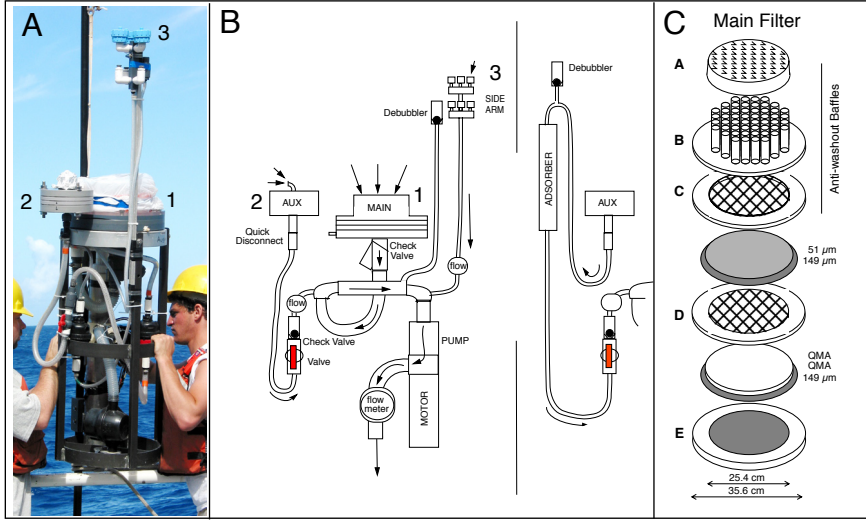 A
3
2
1
B
3
SIDE
ARM
Debubbler
2
AUX
1
MAIN
Quick
Disconnect
Check
Valve
flow
flow
Check Valve
Valve
PUMP
flow
meter
MOTOR
Debubbler
ADSORBER
AUX
C
Main Filter
A
B
C
Anti-washout Baffles
51 µm
149 µm
D
QMA
QMA
149 µm
E
25.4 cm
35.6 cm